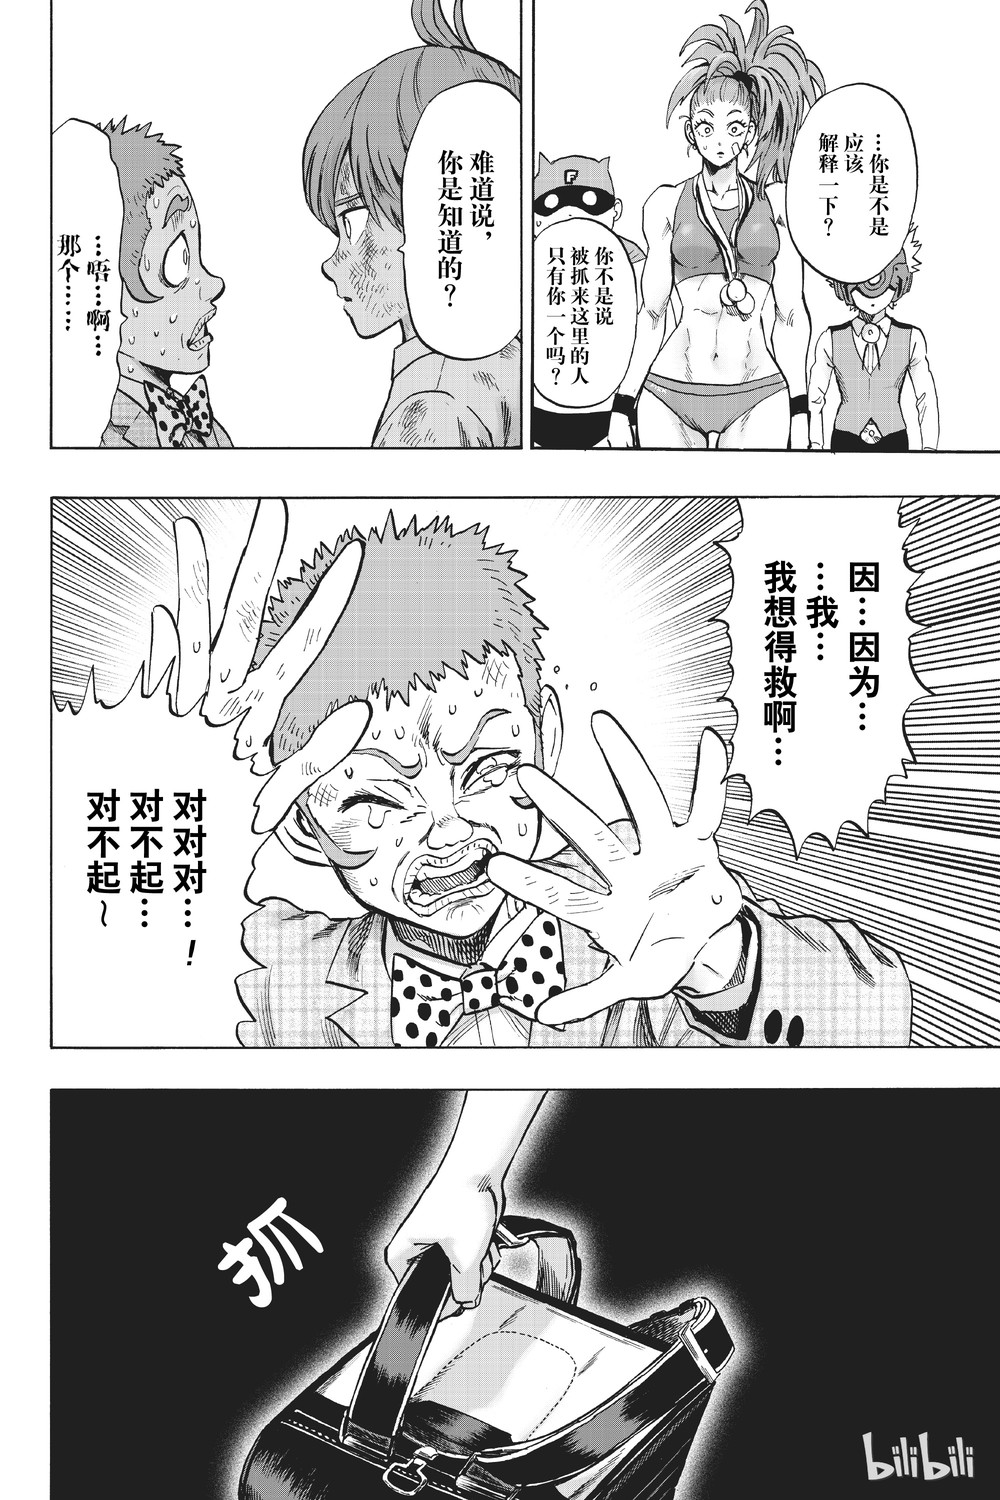 …你是不是
应该
解释一下？
你不是说
被抓来这里的人
只有你一个吗？
F
难道说，
你是知道的？
…唔…啊…
那个……
因…因为…
…我…
我想得救啊…
对对对…！
对不起…
对不起～
抓
bilibili